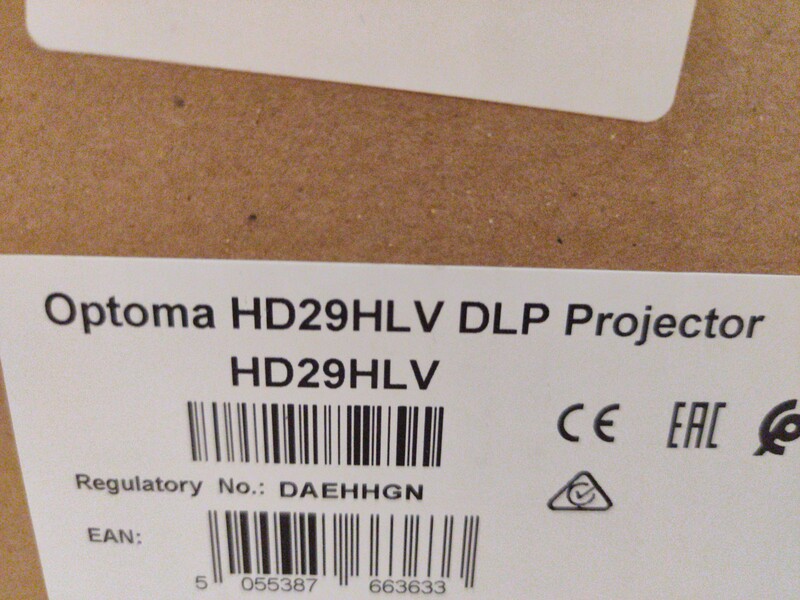 Optoma HD29HLV DLP Projector
HD29HLV
CE EAC
Regulatory No.: DAEHHGN
EAN:
5 055387 663633